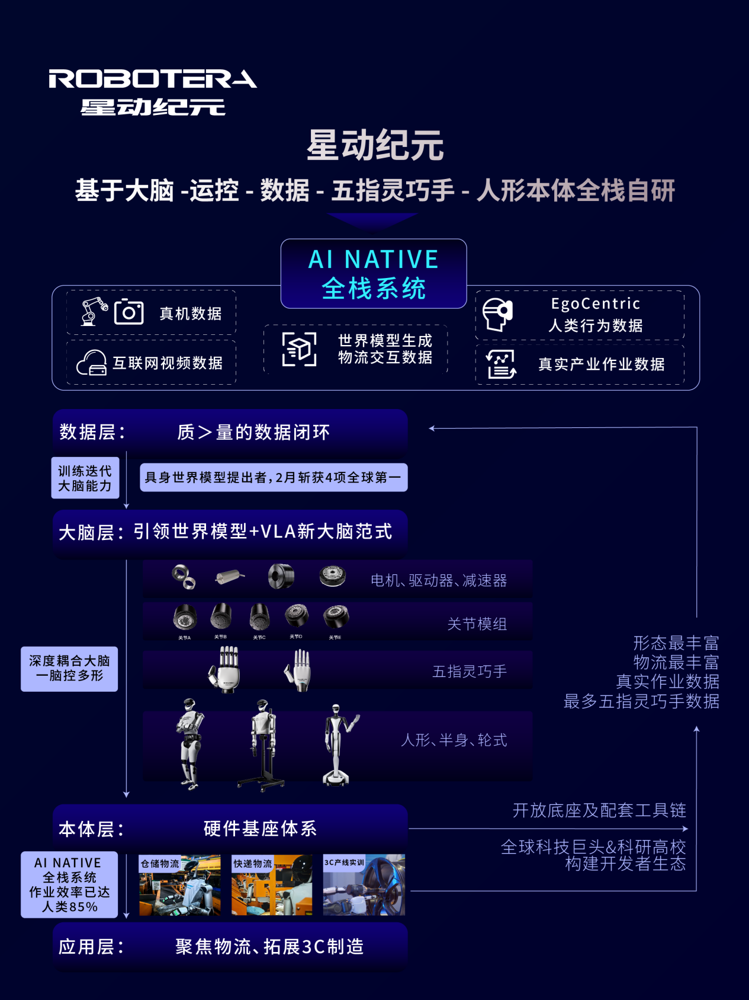 ROBOTERA
星动纪元
星动纪元
基于大脑 -运控 - 数据 - 五指灵巧手 - 人形本体全栈自研
AI NATIVE
全栈系统
真机数据
互联网视频数据
世界模型生成
物流交互数据
EgoCentric
人类行为数据
真实产业作业数据
数据层：
质＞量的数据闭环
训练迭代
大脑能力
具身世界模型提出者，2月斩获4项全球第一
大脑层：
引领世界模型+VLA新大脑范式
电机、驱动器、减速器
关节模组
关节A
关节B
关节C
关节D
关节E
深度耦合大脑
一脑控多形
五指灵巧手
人形、半身、轮式
形态最丰富
物流最丰富
真实作业数据
最多五指灵巧手数据
本体层：
硬件基座体系
开放底座及配套工具链
全球科技巨头&科研高校
构建开发者生态
AI NATIVE
全栈系统
作业效率已达
人类85%
仓储物流
快递物流
3C产线实训
应用层：
聚焦物流、拓展3C制造